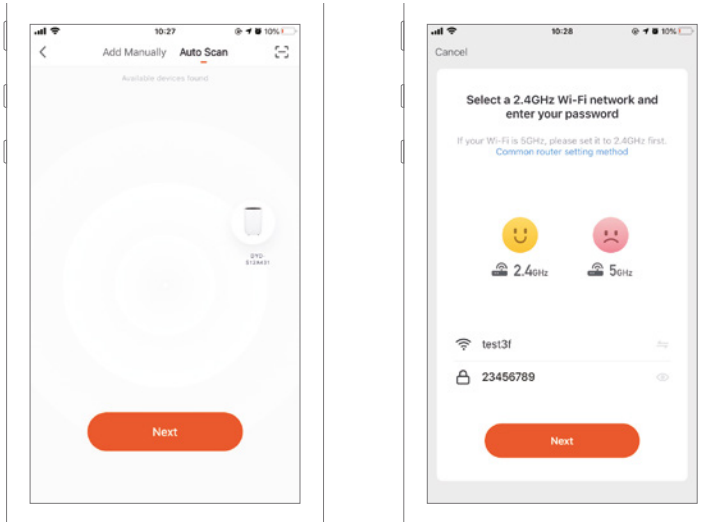 10:27
10%
Add Manually Auto Scan
Available devices found
Next
10:28
10%
Cancel
Select a 2.4GHz Wi-Fi network and
enter your password
If your Wi-Fi is 5GHz, please set it to 2.4GHz first.
Common router setting method
2.4GHz 5GHz
test3f
23456789
Next